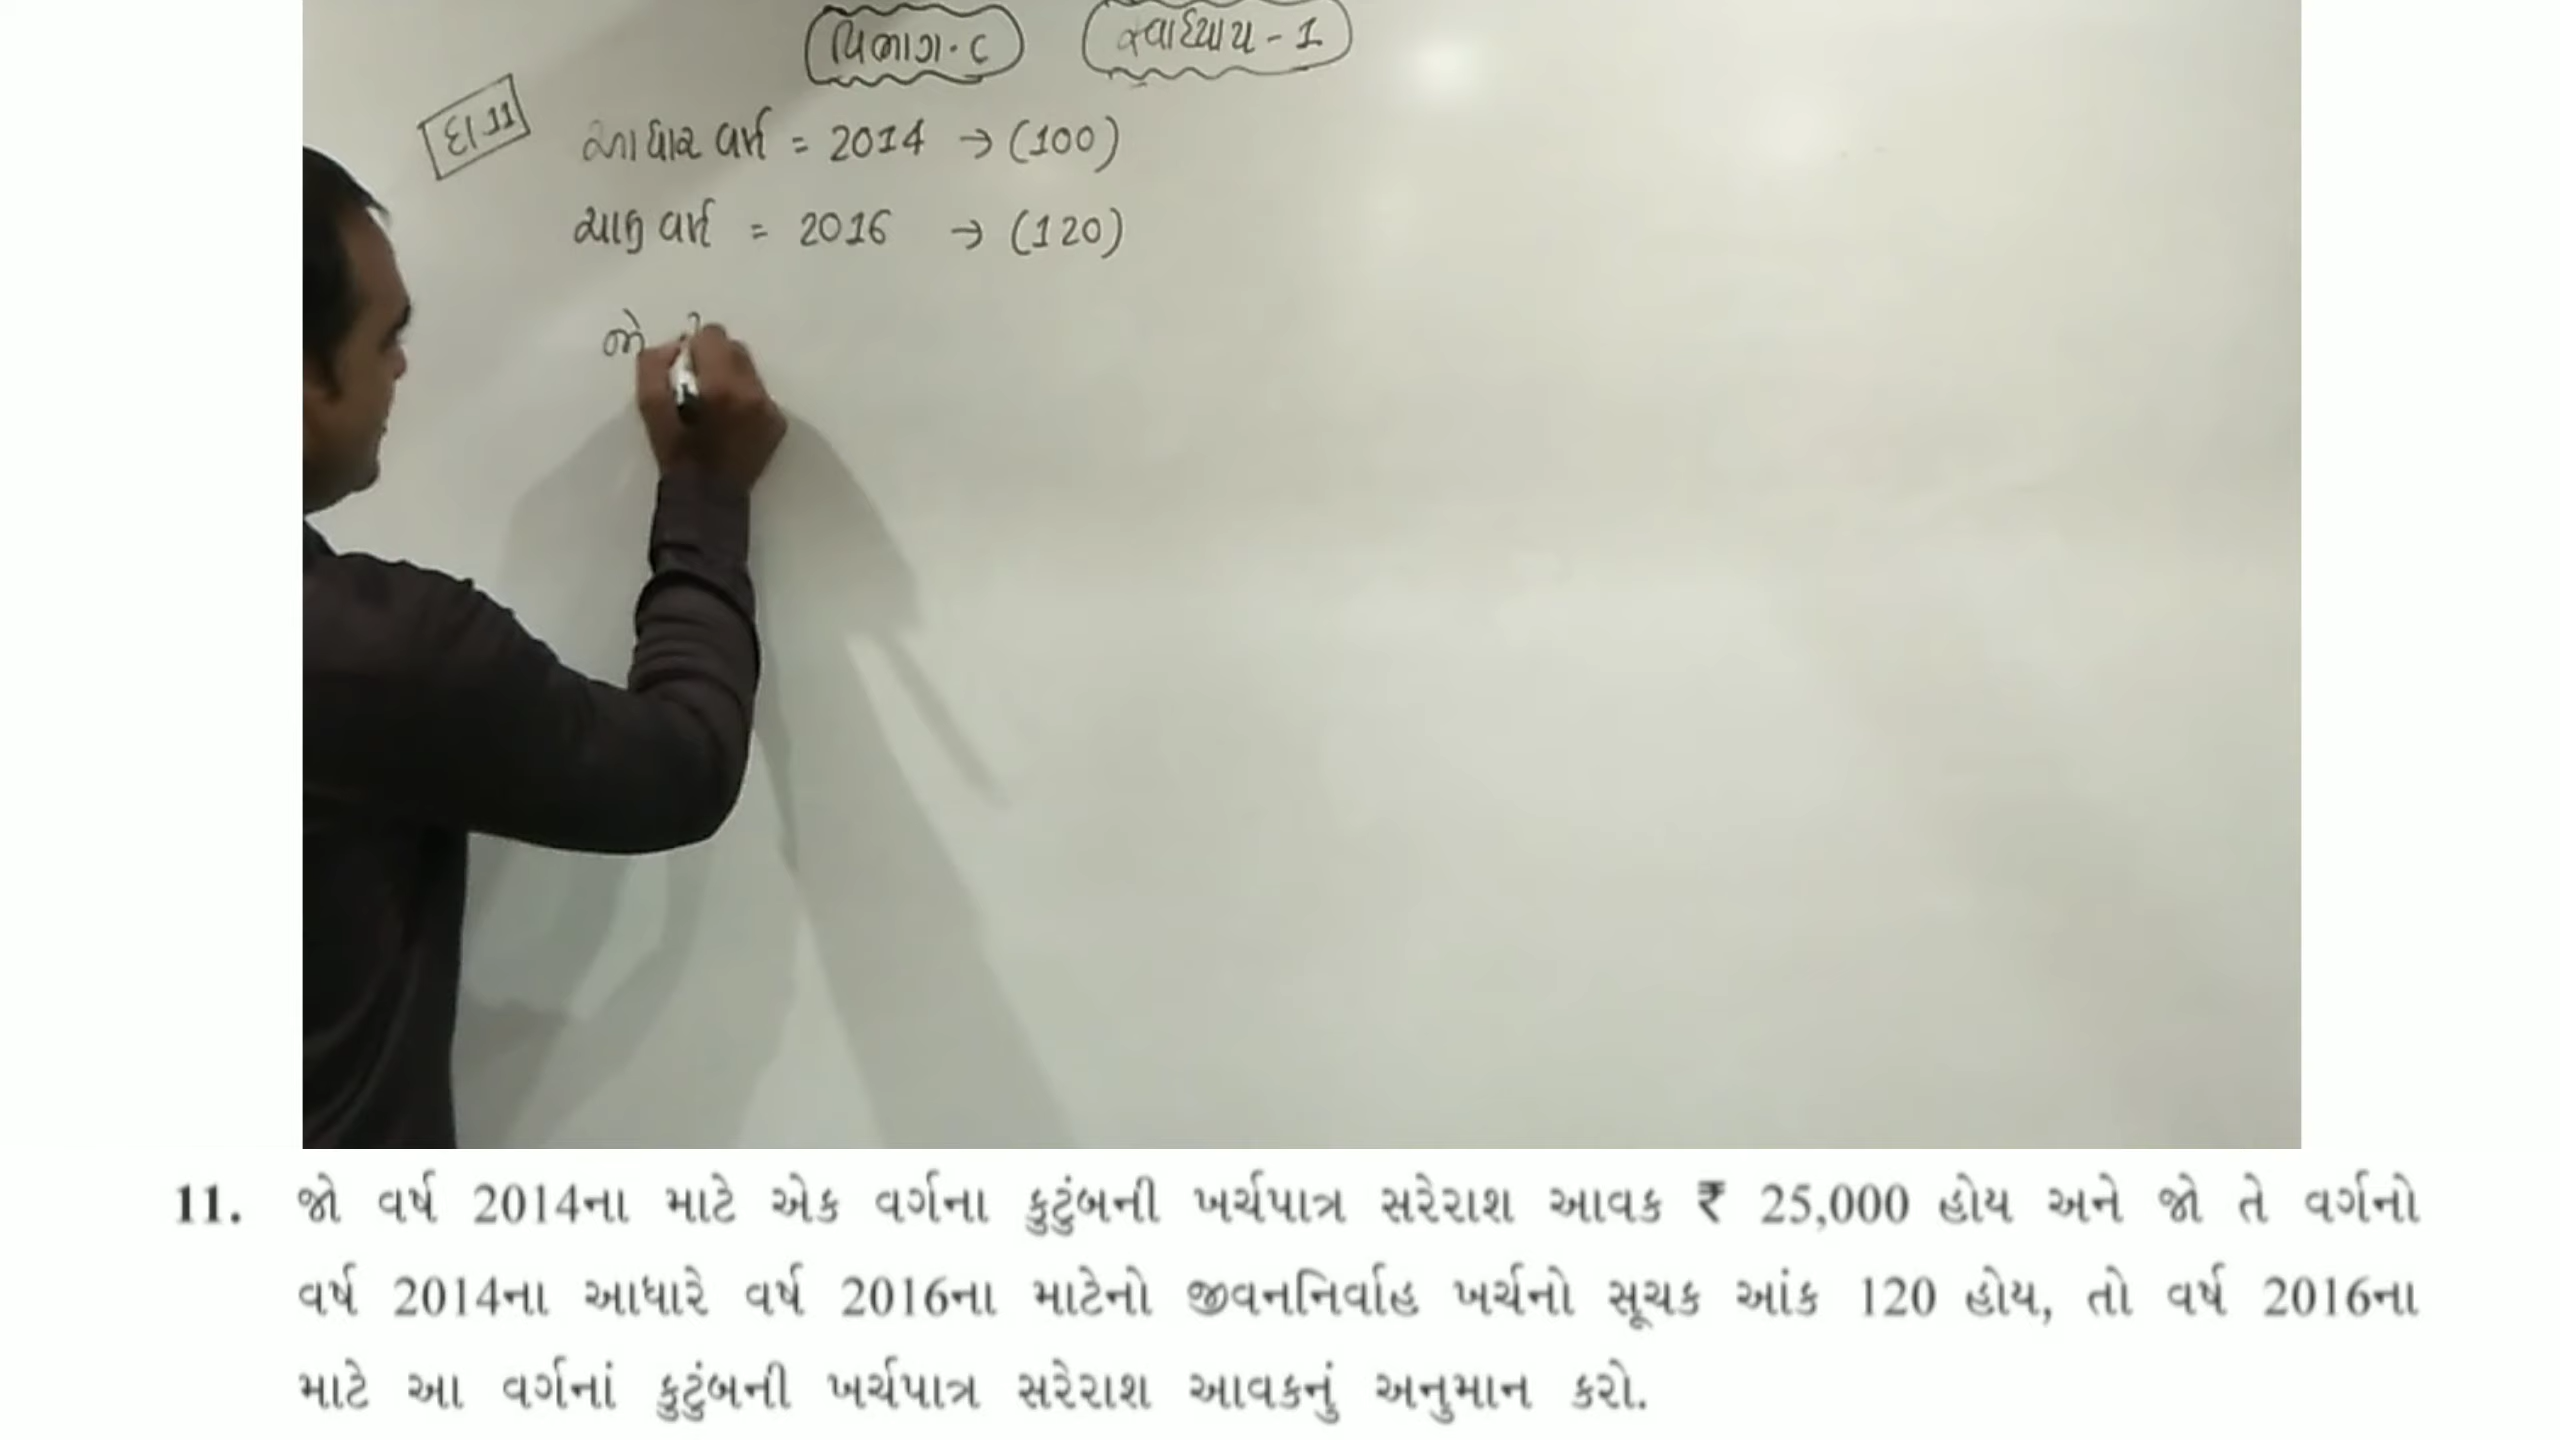 વિભાગ - C સ્વાધ્યાય - 1
દા.11 આધાર વર્ષ = 2014 → (100)
ચાલુ વર્ષ = 2016 → (120)
જો
11. જો વર્ષ 2014ના માટે એક વર્ગના કુટુંબની ખર્ચપાત્ર સરેરાશ આવક ₹ 25,000 હોય અને જો તે વર્ગનો
વર્ષ 2014ના આધારે વર્ષ 2016ના માટેનો જીવનનિર્વાહ ખર્ચનો સૂચક આંક 120 હોય, તો વર્ષ 2016ના
માટે આ વર્ગનાં કુટુંબની ખર્ચપાત્ર સરેરાશ આવકનું અનુમાન કરો.